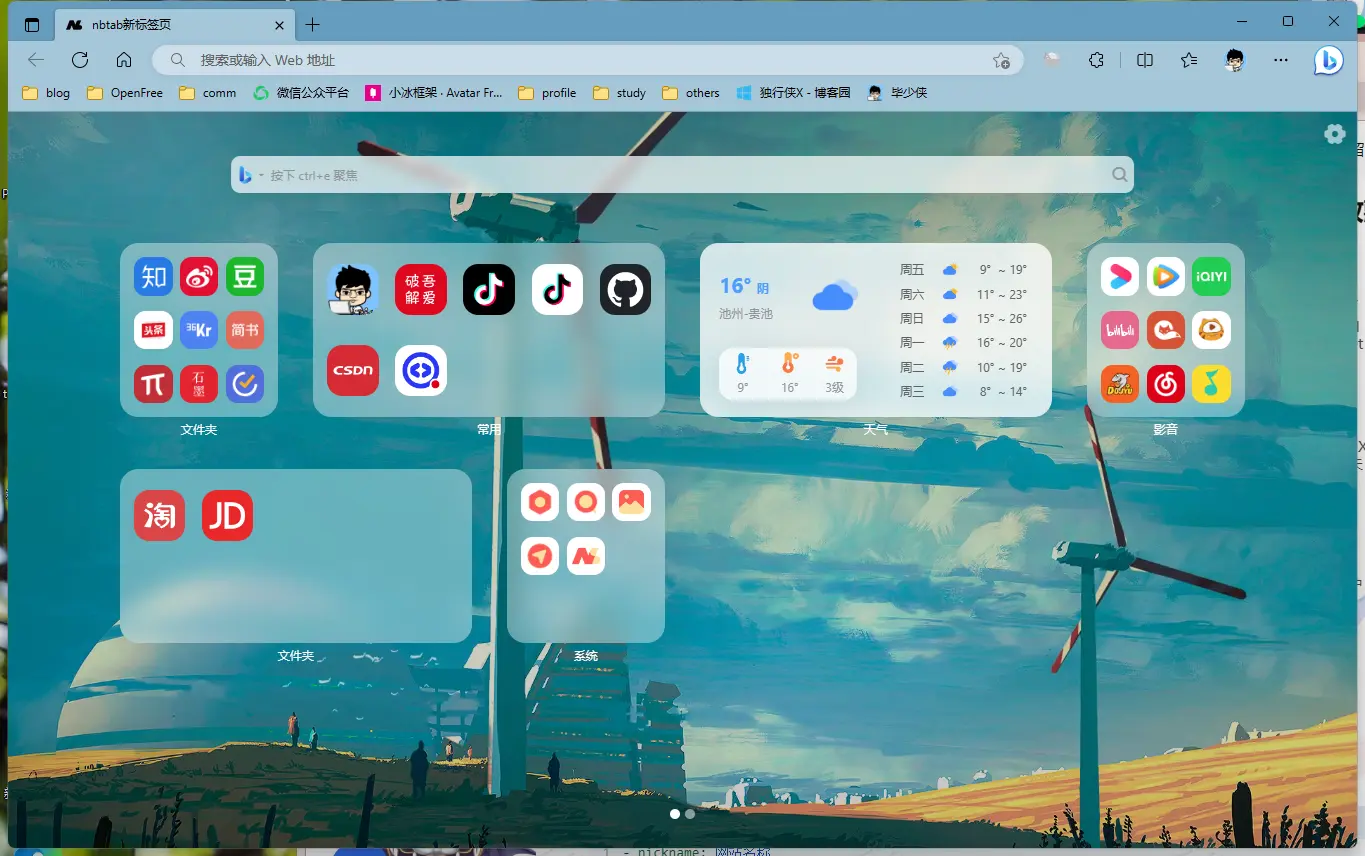 nbtab新标签页
搜索或输入 Web 地址
blog OpenFree comm 微信公众平台 小冰框架 · Avatar Fr... profile study others 独行侠X - 博客园 毕少侠
按下 ctrl+e 聚焦
知 豆
头条 36Kr 简书
石墨
文件夹
破吾解爱
CSDN
常用
16° 阴
池州-贵池
9° 16° 3级
周五 9° ~ 19°
周六 11° ~ 23°
周日 15° ~ 26°
周一 16° ~ 20°
周二 10° ~ 19°
周三 8° ~ 14°
天气
iQIYI
bilibili
DOUYU
影音
淘 JD
文件夹
系统
- nickname: 网站名称